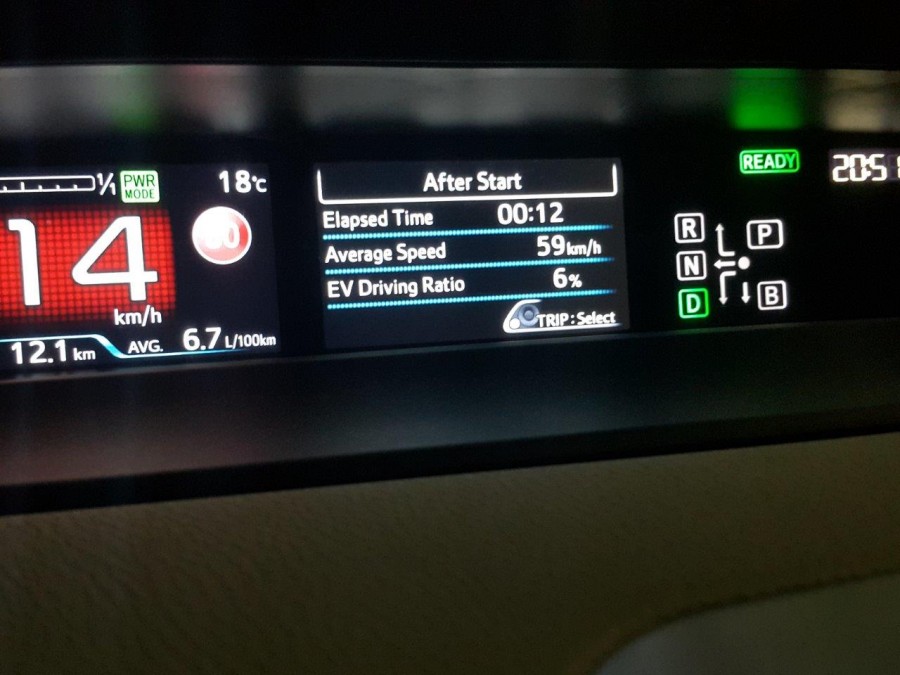 1/1 PWR MODE 18°C
14
km/h
12.1 km AVG. 6.7 L/100km
After Start
Elapsed Time 00:12
Average Speed 59km/h
EV Driving Ratio 6%
TRIP:Select
READY
R P
N
D B